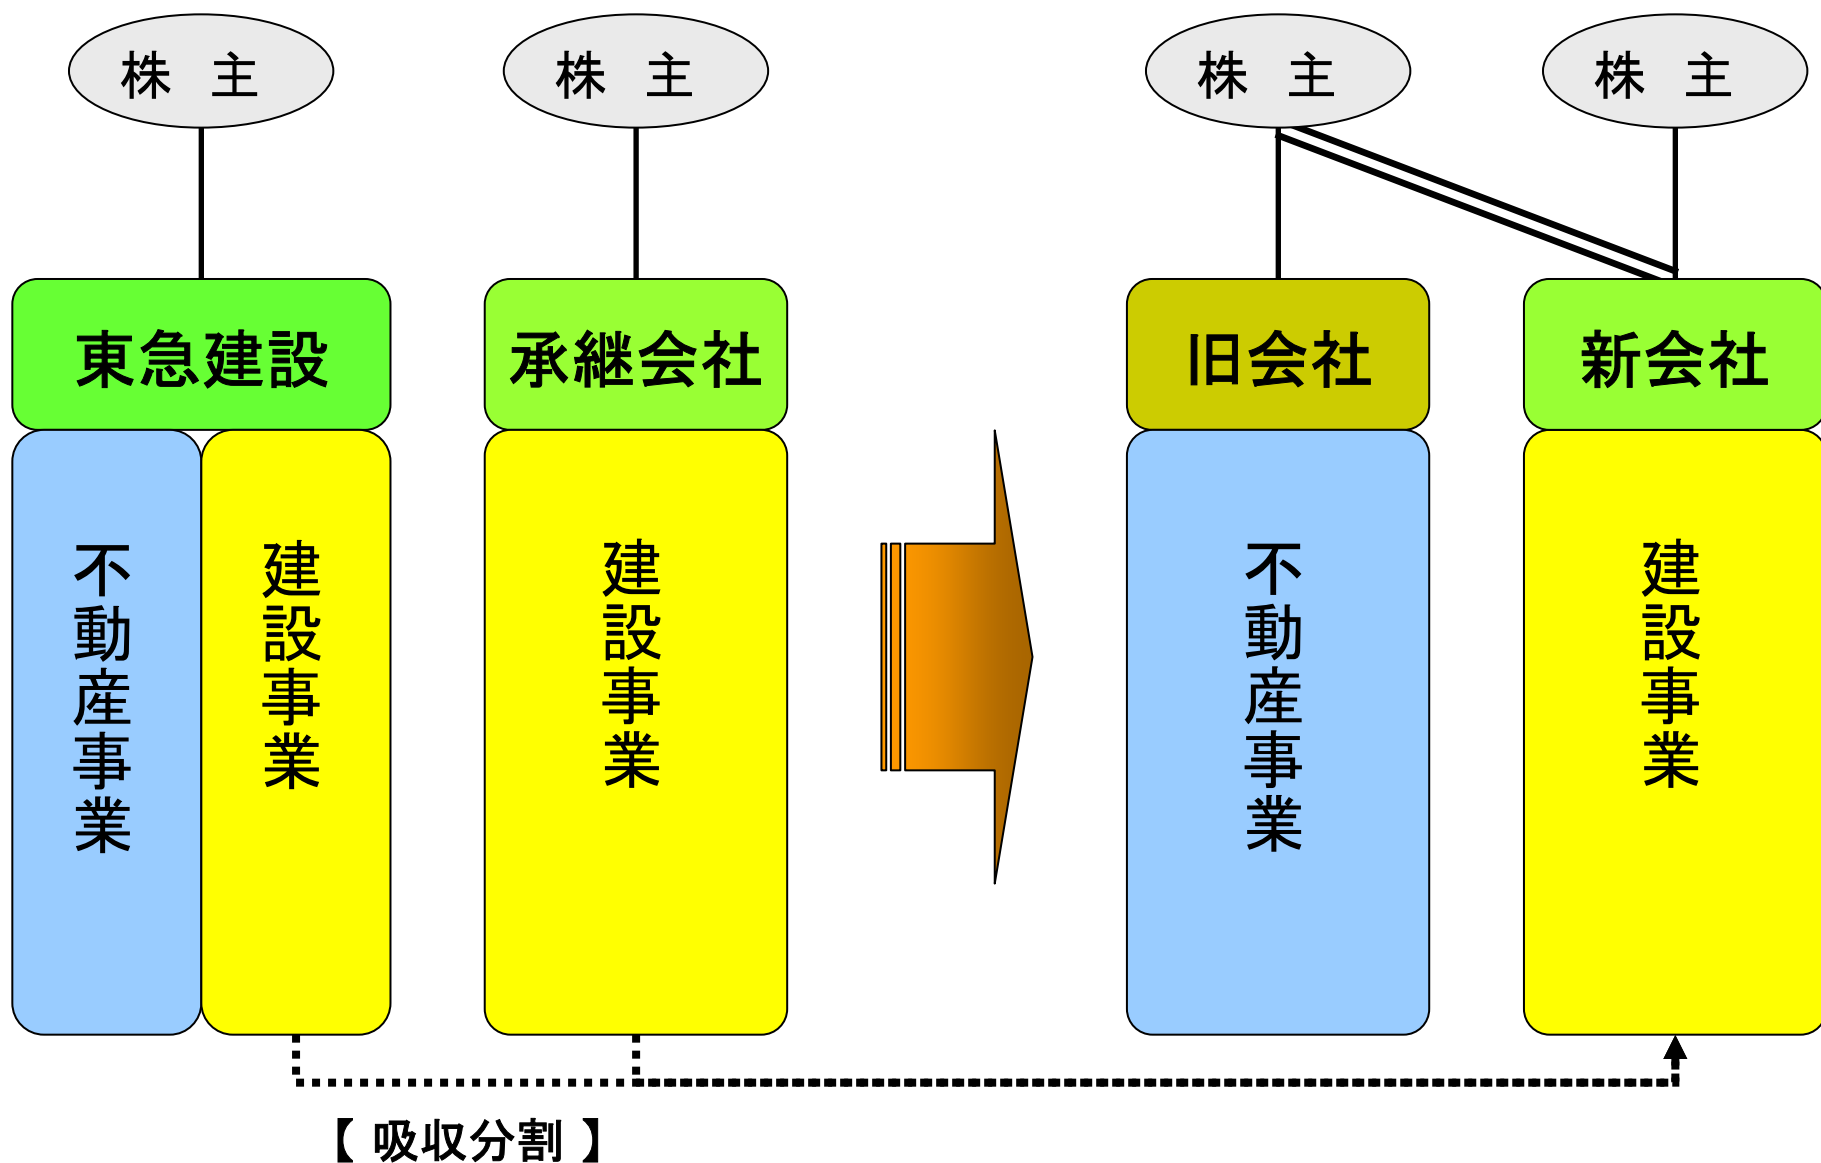 株 主
株 主
株 主
株 主
東急建設
承継会社
旧会社
新会社
不動産事業
建設事業
建設事業
不動産事業
建設事業
【 吸収分割 】